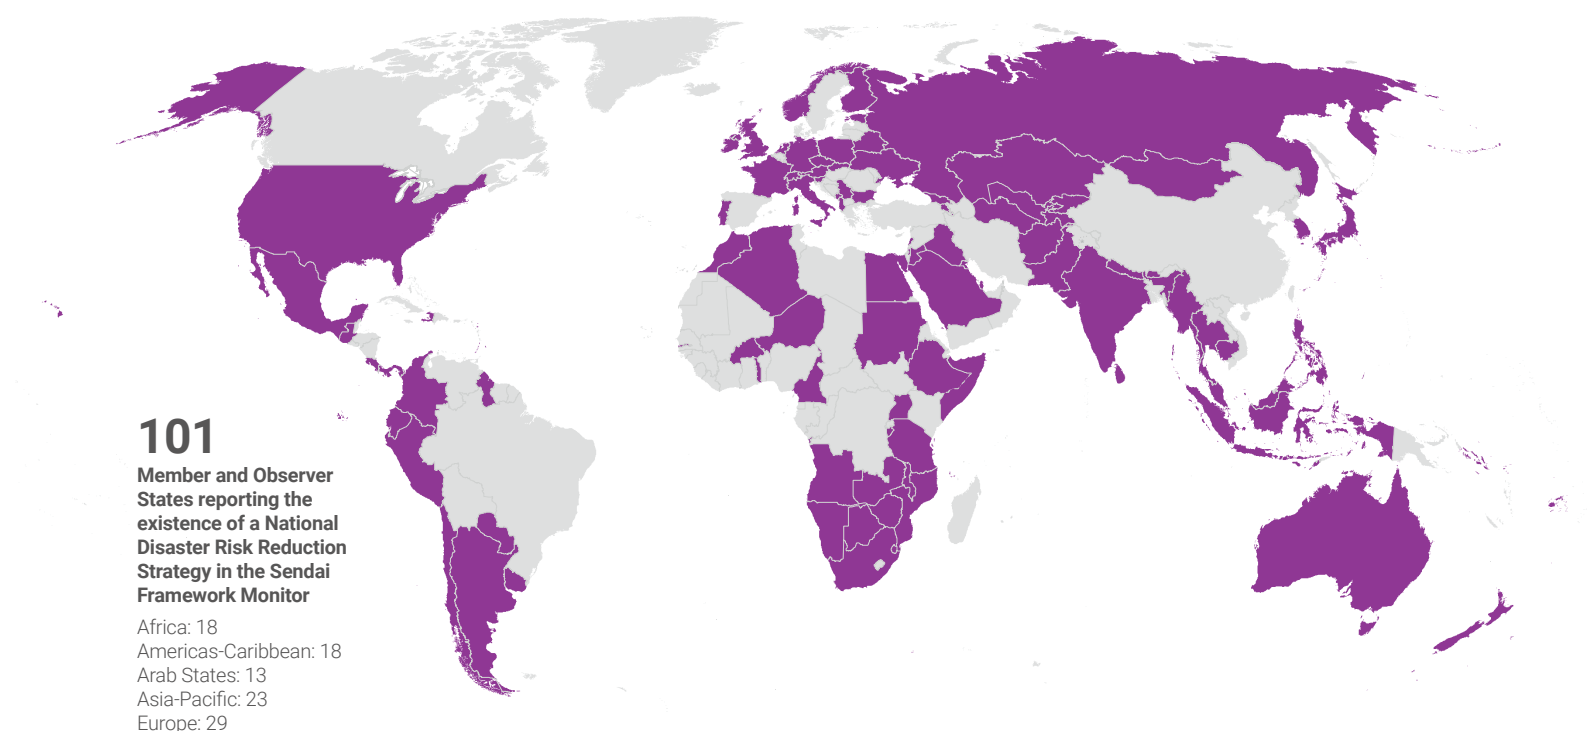 101
Member and Observer
States reporting the
existence of a National
Disaster Risk Reduction
Strategy in the Sendai
Framework Monitor
Africa: 18
Americas-Caribbean: 18
Arab States: 13
Asia-Pacific: 23
Europe: 29